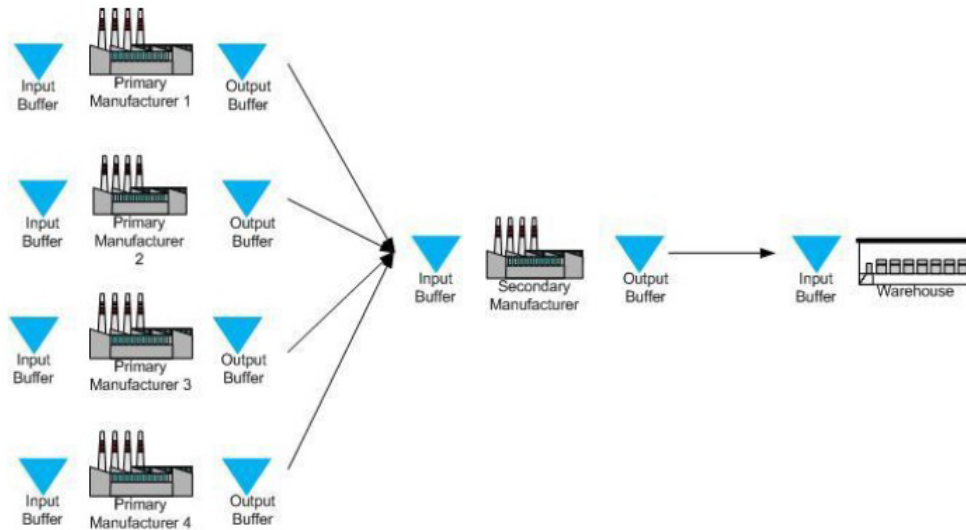 Input
Buffer
Primary
Manufacturer 1
Output
Buffer
Input
Buffer
Primary
Manufacturer
2
Output
Buffer
Input
Buffer
Secondary
Manufacturer
Output
Buffer
Input
Buffer
Warehouse
Input
Buffer
Primary
Manufacturer 3
Output
Buffer
Input
Buffer
Primary
Manufacturer 4
Output
Buffer